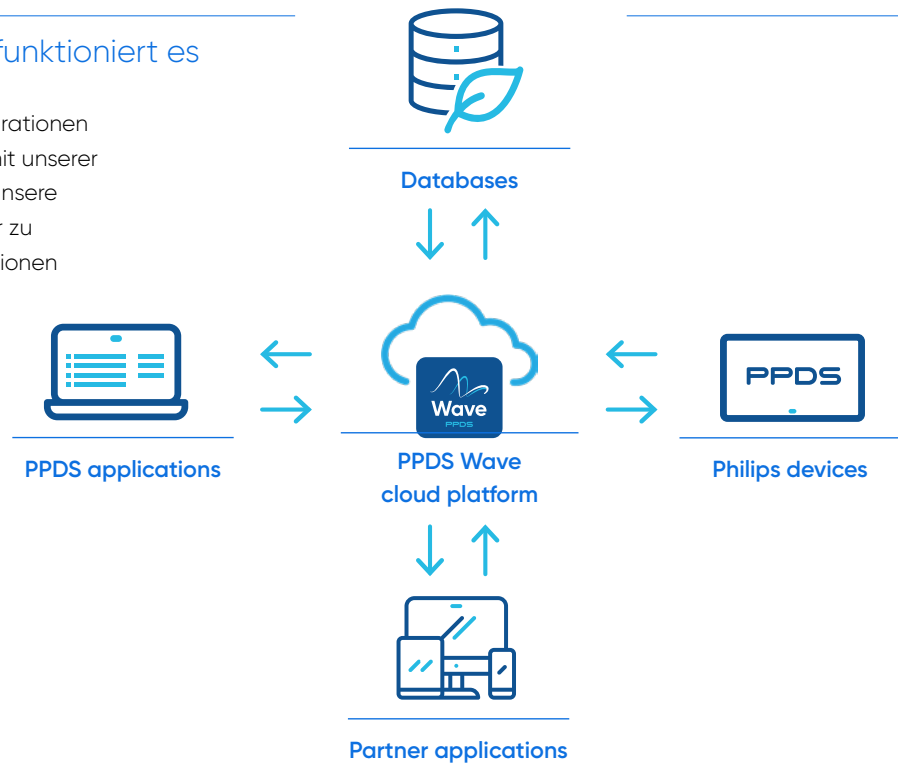 funktioniert es
rationen
it unserer
nsere
r zu
ionen
Databases
Wave
PPDS
PPDS
PPDS applications
PPDS Wave
cloud platform
Philips devices
Partner applications